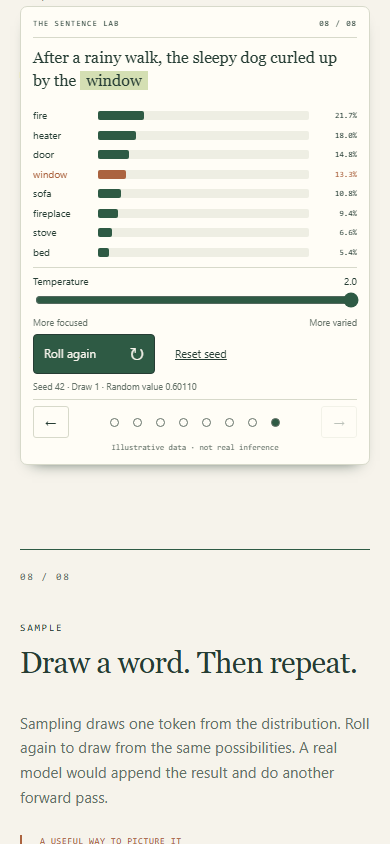 THE SENTENCE LAB 08 / 08
After a rainy walk, the sleepy dog curled up
by the window
fire 21.7%
heater 18.0%
door 14.8%
window 13.3%
sofa 10.8%
fireplace 9.4%
stove 6.6%
bed 5.4%
Temperature 2.0
More focused More varied
Roll again ↻ Reset seed
Seed 42 · Draw 1 · Random value 0.60110
← →
Illustrative data · not real inference
08 / 08
SAMPLE
Draw a word. Then repeat.
Sampling draws one token from the distribution. Roll
again to draw from the same possibilities. A real
model would append the result and do another
forward pass.
A USEFUL WAY TO PICTURE IT